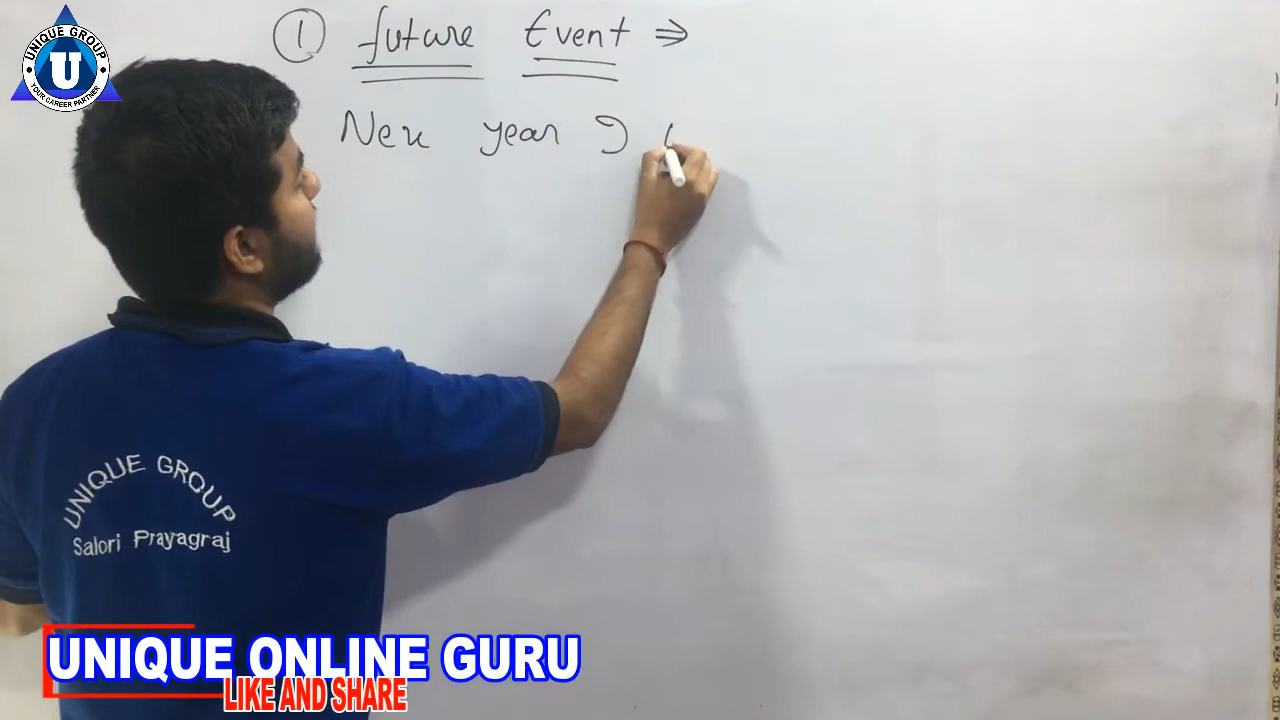 UNIQUE GROUP
U
YOUR CAREER PARTNER
① Future Event ⇒
Nex year I
UNIQUE GROUP
Salori Prayagraj
UNIQUE ONLINE GURU
LIKE AND SHARE